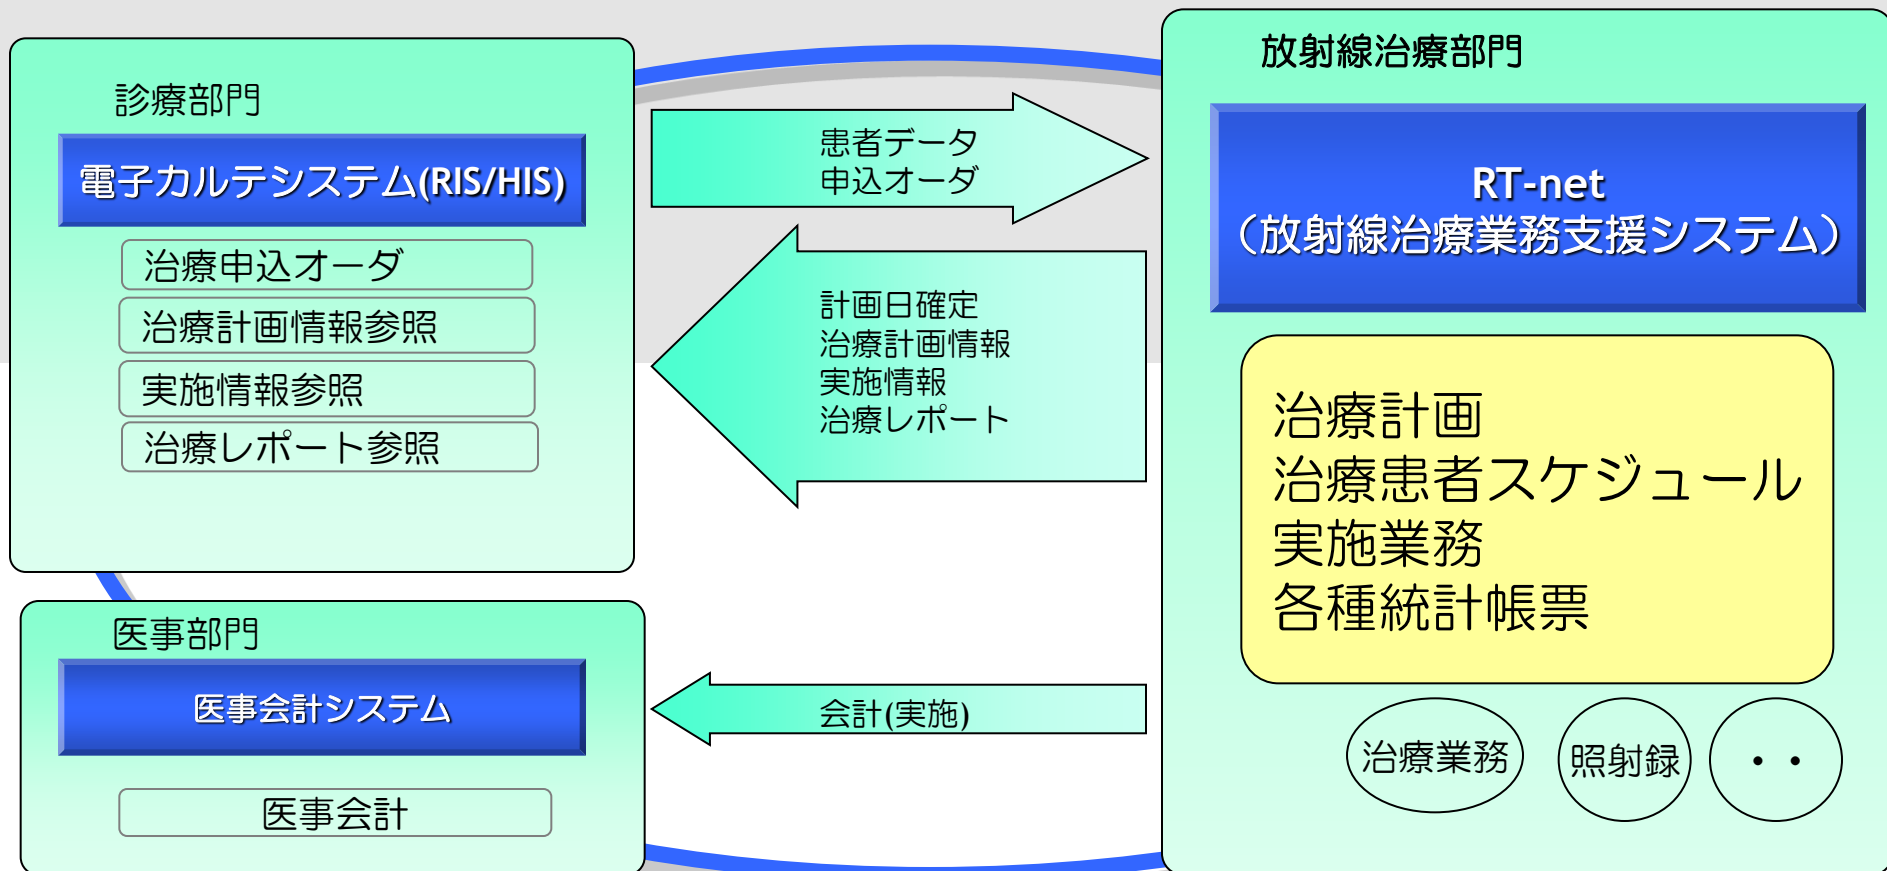 診療部門
電子カルテシステム(RIS/HIS)
治療申込オーダ
治療計画情報参照
実施情報参照
治療レポート参照
医事部門
医事会計システム
医事会計
患者データ
申込オーダ
計画日確定
治療計画情報
実施情報
治療レポート
会計(実施)
放射線治療部門
RT-net
（放射線治療業務支援システム）
治療計画
治療患者スケジュール
実施業務
各種統計帳票
治療業務
照射録
・・